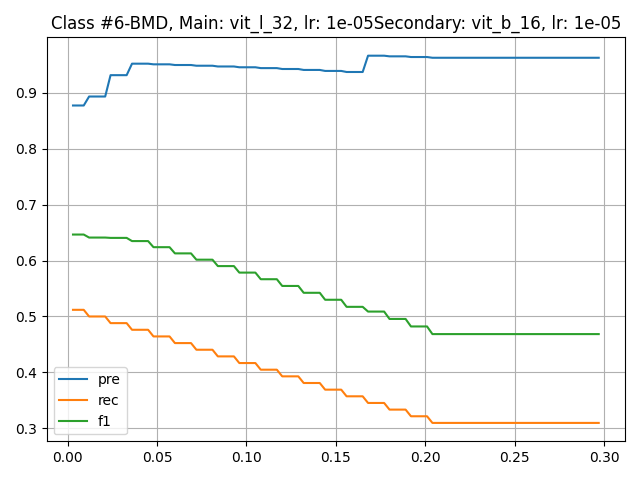 Class #6-BMD, Main: vit_l_32, lr: 1e-05Secondary: vit_b_16, lr: 1e-05
0.9
0.8
0.7
0.6
0.5
0.4
0.3
pre
rec
f1
0.00 0.05 0.10 0.15 0.20 0.25 0.30